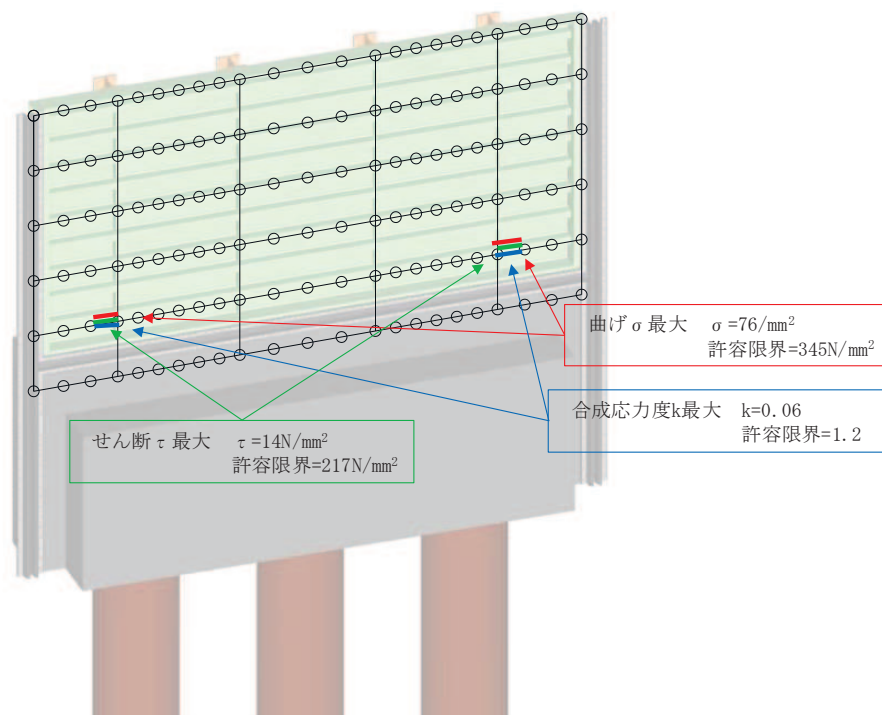 曲げσ最大 σ=76/mm²
許容限界=345N/mm²
合成応力度k最大 k=0.06
許容限界=1.2
せん断τ最大 τ=14N/mm²
許容限界=217N/mm²